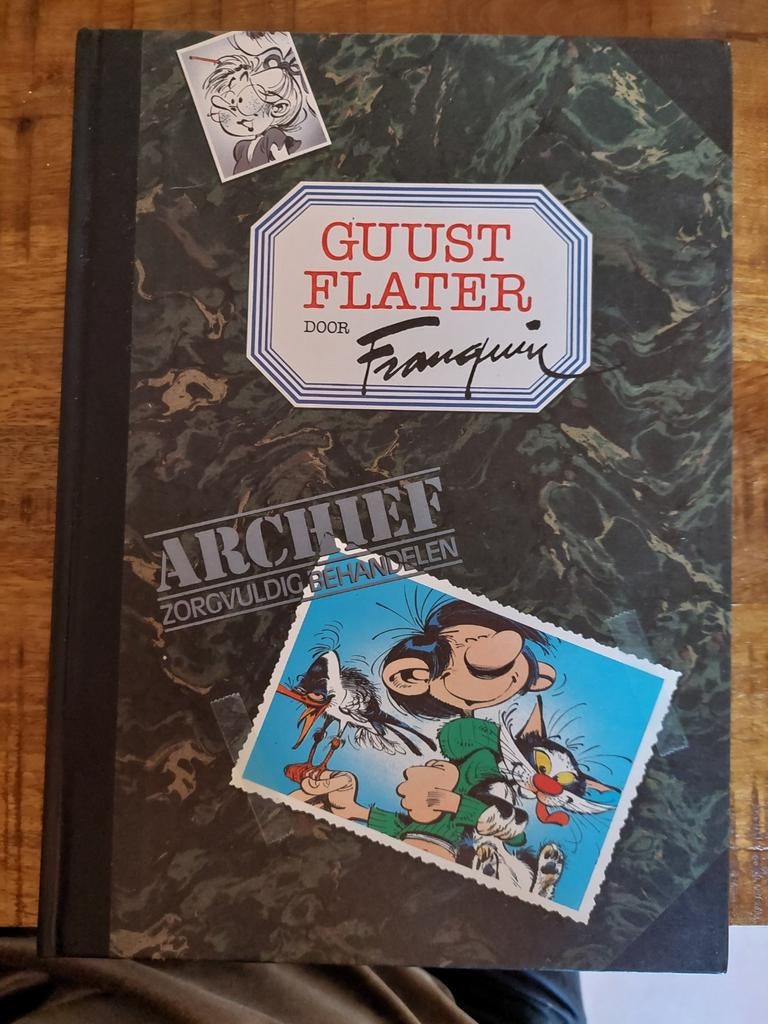 GUUST
FLATER
DOOR Franquin
ARCHIEF
ZORGVULDIG BEHANDELEN